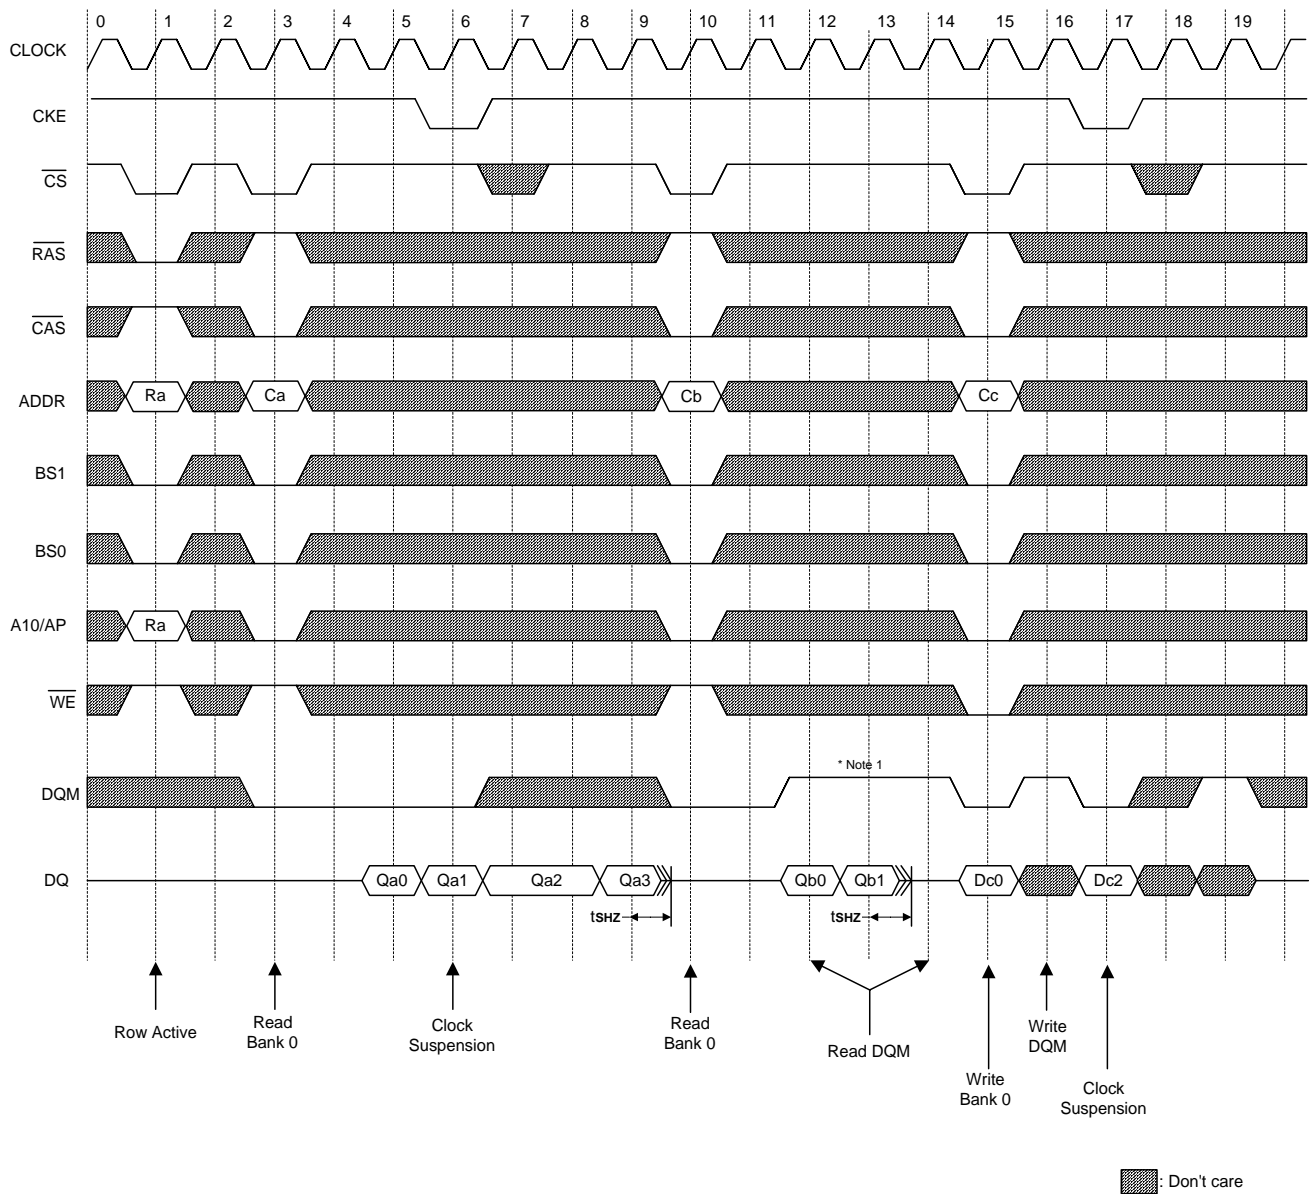 0 1 2 3 4 5 6 7 8 9 10 11 12 13 14 15 16 17 18 19
CLOCK
CKE
CS
RAS
CAS
ADDR Ra Ca Cb Cc
BS1
BS0
A10/AP Ra
WE
* Note 1
DQM
DQ Qa0 Qa1 Qa2 Qa3 Qb0 Qb1 Dc0 Dc2
tSHZ tSHZ
Row Active
Read
Bank 0
Clock
Suspension
Read
Bank 0
Read DQM
Write
Bank 0
Write
DQM
Clock
Suspension
: Don't care